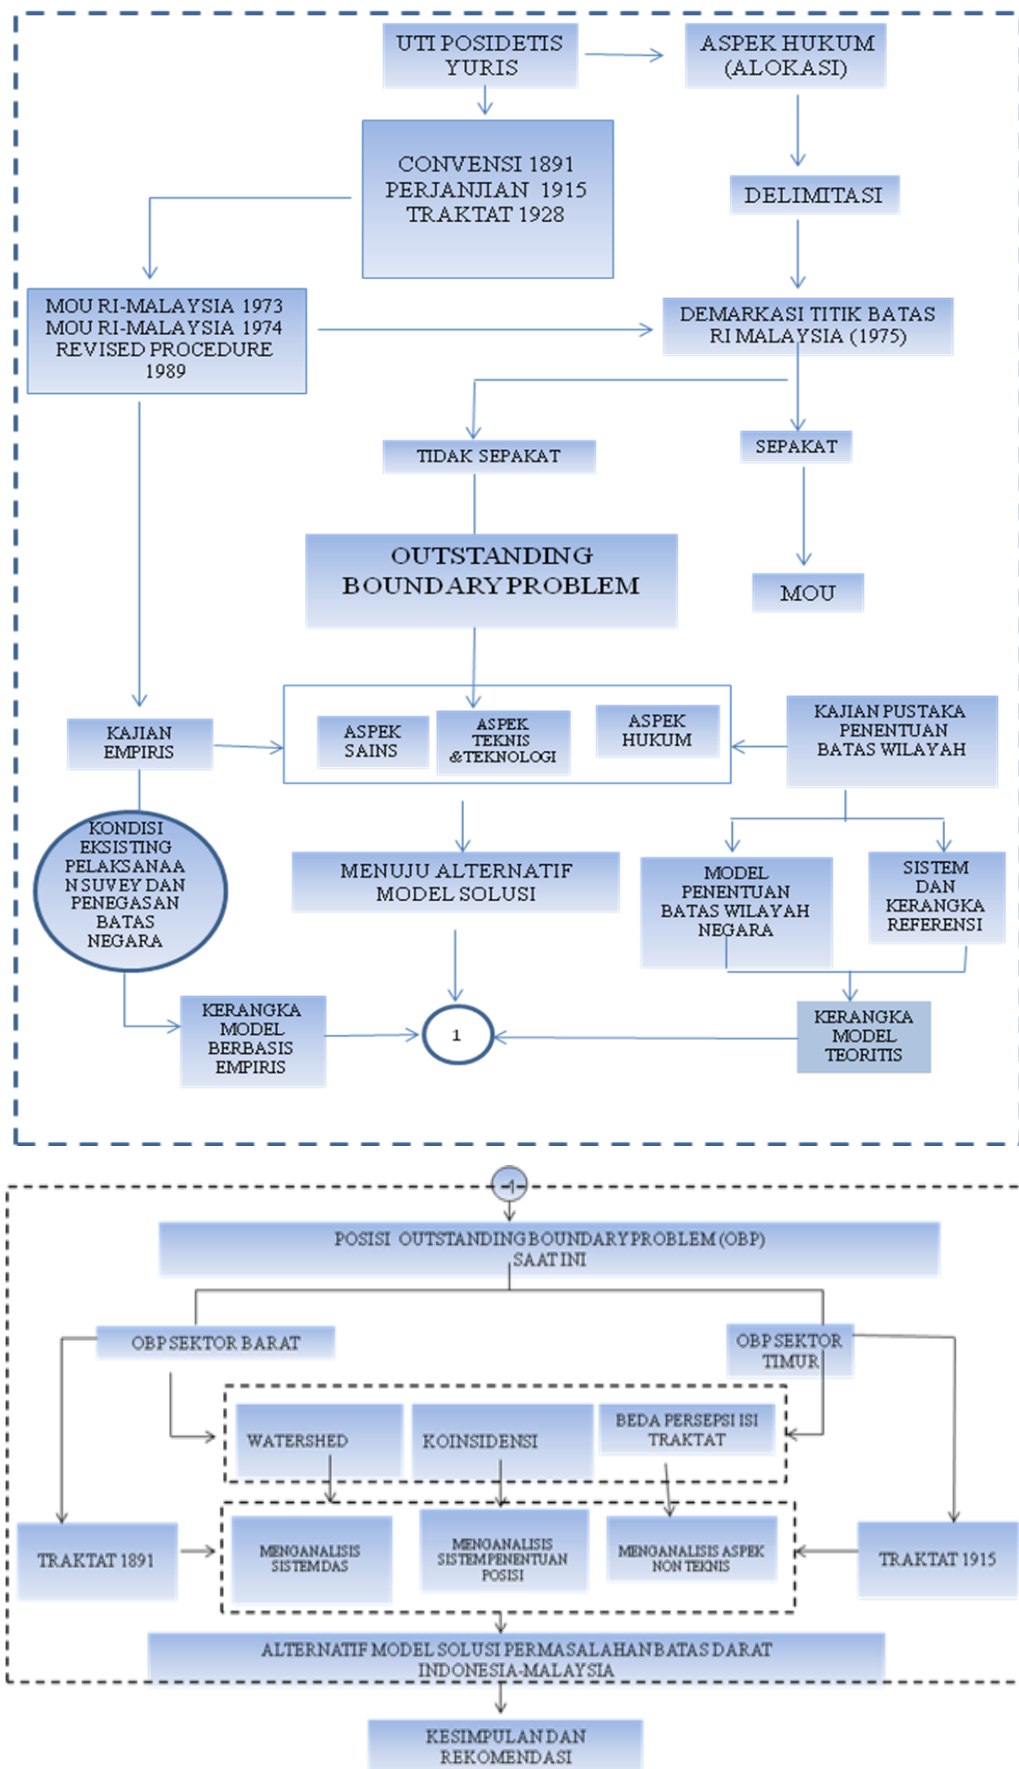 UTI POSIDETIS
YURIS
ASPEK HUKUM
(ALOKASI)
CONVENSI 1891
PERJANJIAN 1915
TRAKTAT 1928
DELIMITASI
MOU RI-MALAYSIA 1973
MOU RI-MALAYSIA 1974
REVISED PROCEDURE
1989
DEMARKASI TITIK BATAS
RI MALAYSIA (1975)
TIDAK SEPAKAT
SEPAKAT
OUTSTANDING
BOUNDARY PROBLEM
MOU
KAJIAN
EMPIRIS
ASPEK
SAINS
ASPEK
TEKNIS
&TEKNOLOGI
ASPEK
HUKUM
KAJIAN PUSTAKA
PENENTUAN
BATAS WILAYAH
KONDISI
EKSISTING
PELAKSANAA
N SUVEY DAN
PENEGASAN
BATAS
NEGARA
MENUJU ALTERNATIF
MODEL SOLUSI
MODEL
PENENTUAN
BATAS WILAYAH
NEGARA
SISTEM
DAN
KERANGKA
REFERENSI
KERANGKA
MODEL
BERBASIS
EMPIRIS
1
KERANGKA
MODEL
TEORITIS
1
POSISI OUTSTANDING BOUNDARY PROBLEM (OBP)
SAAT INI
OBP SEKTOR BARAT
OBP SEKTOR
TIMUR
WATERSHED
KOINSIDENSI
BEDA PERSEPSI ISI
TRAKTAT
TRAKTAT 1891
MENGANALISIS
SISTEM DAS
MENGANALISIS
SISTEM PENENTUAN
POSISI
MENGANALISIS ASPEK
NON TEKNIS
TRAKTAT 1915
ALTERNATIF MODEL SOLUSI PERMASALAHAN BATAS DARAT
INDONESIA-MALAYSIA
KESIMPULAN DAN
REKOMENDASI